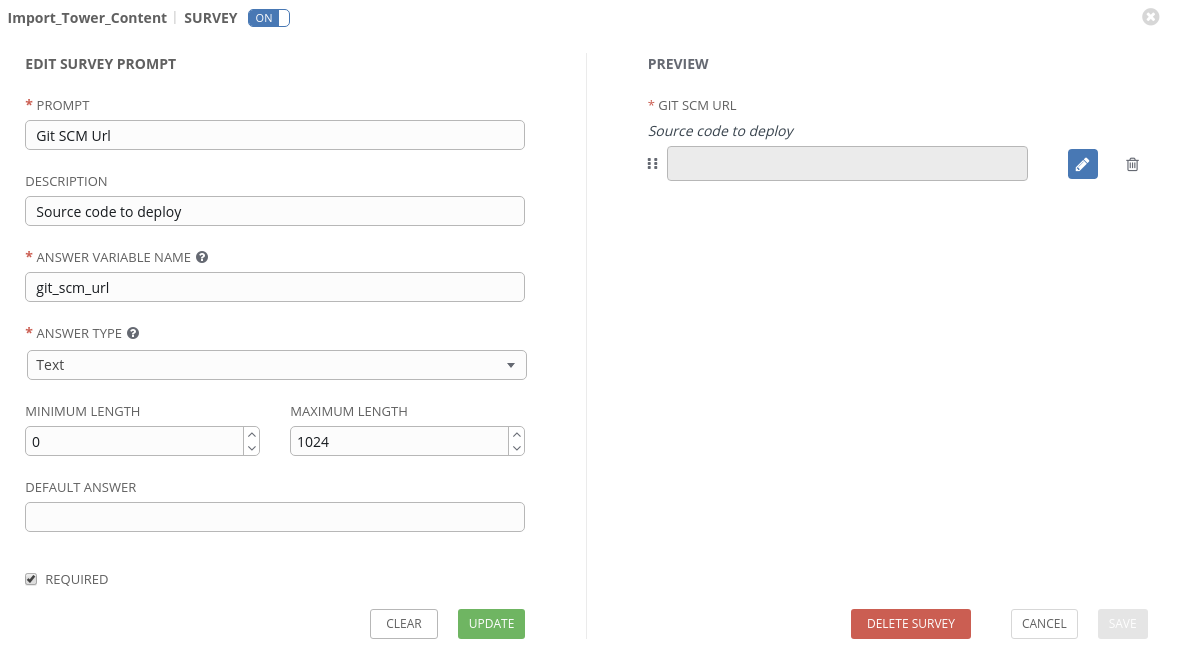 Import_Tower_Content | SURVEY ON
EDIT SURVEY PROMPT
* PROMPT
Git SCM Url
DESCRIPTION
Source code to deploy
* ANSWER VARIABLE NAME ?
git_scm_url
* ANSWER TYPE ?
Text
MINIMUM LENGTH MAXIMUM LENGTH
0 1024
DEFAULT ANSWER
REQUIRED
CLEAR UPDATE
PREVIEW
* GIT SCM URL
Source code to deploy
DELETE SURVEY CANCEL SAVE